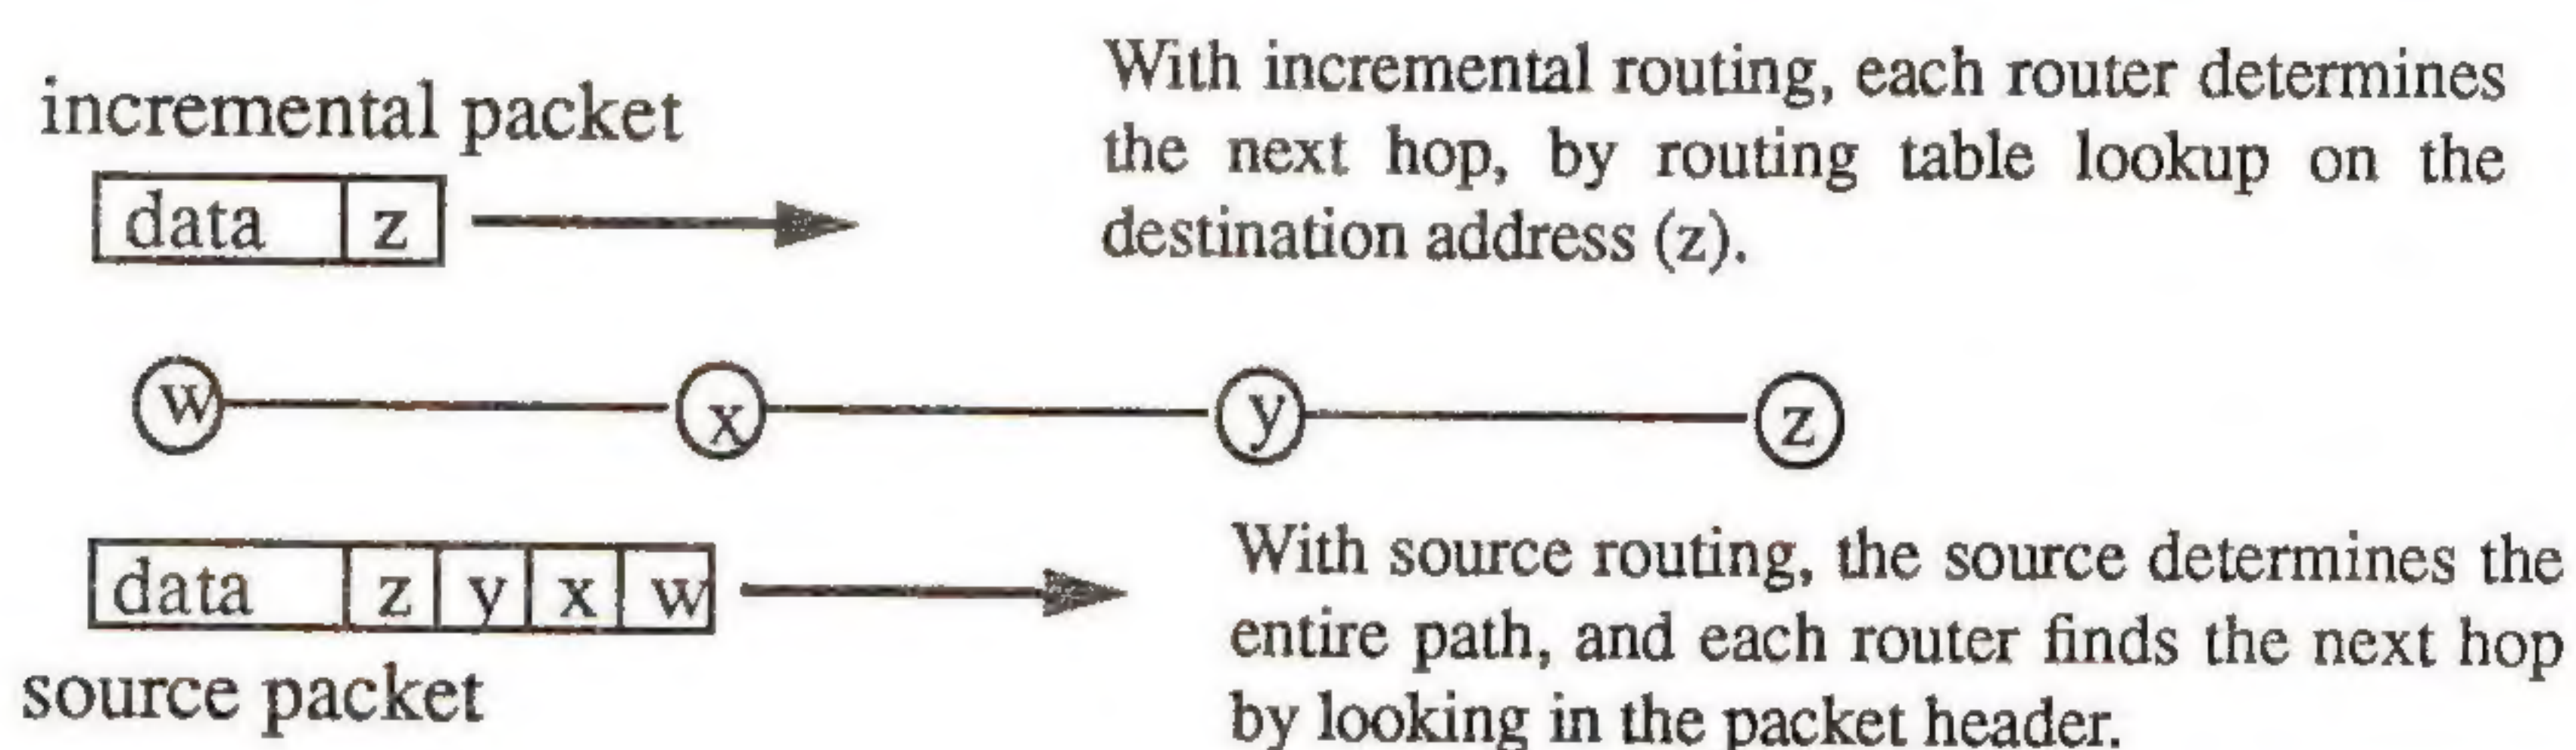 incremental packet
data z
With incremental routing, each router determines
the next hop, by routing table lookup on the
destination address (z).
w x y z
data z y x w
source packet
With source routing, the source determines the
entire path, and each router finds the next hop
by looking in the packet header.